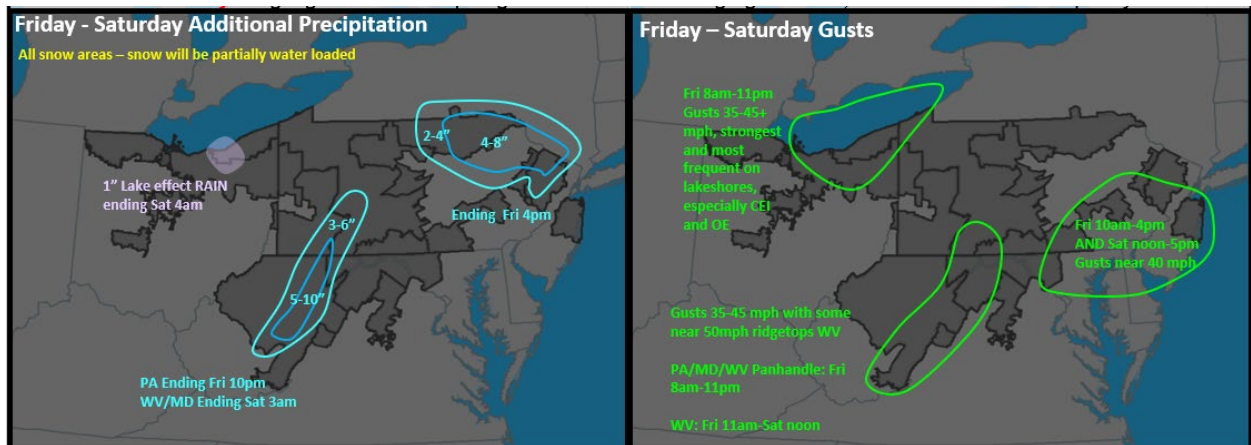 Friday - Saturday Additional Precipitation
All snow areas – snow will be partially water loaded
2-4”
4-8”
1” Lake effect RAIN
ending Sat 4am
Ending Fri 4pm
3-6”
5-10”
PA Ending Fri 10pm
WV/MD Ending Sat 3am
Friday – Saturday Gusts
Fri 8am-11pm
Gusts 35-45+
mph, strongest
and most
frequent on
lakeshores,
especially CEI
and OE
Fri 10am-4pm
AND Sat noon-5pm
Gusts near 40 mph
Gusts 35-45 mph with some
near 50mph ridgetops WV
PA/MD/WV Panhandle: Fri
8am-11pm
WV: Fri 11am-Sat noon